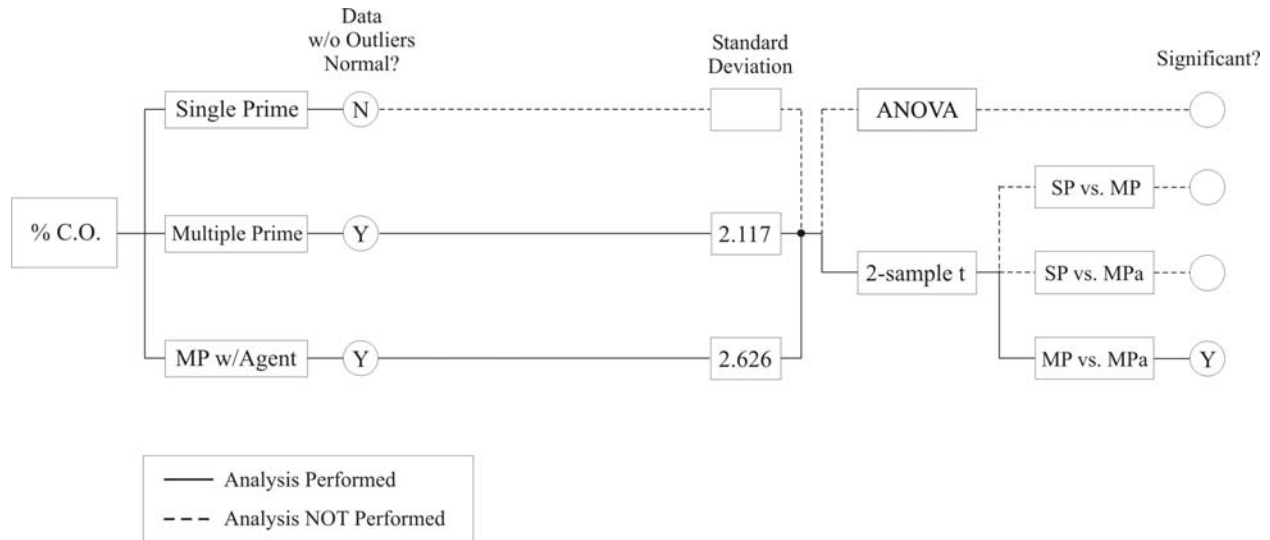 Data
w/o Outliers
Normal?
Standard
Deviation
Significant?
Single Prime
N
ANOVA
SP vs. MP
% C.O.
Multiple Prime
Y
2.117
2-sample t
SP vs. MPa
MP w/Agent
Y
2.626
MP vs. MPa
Y
Analysis Performed
Analysis NOT Performed